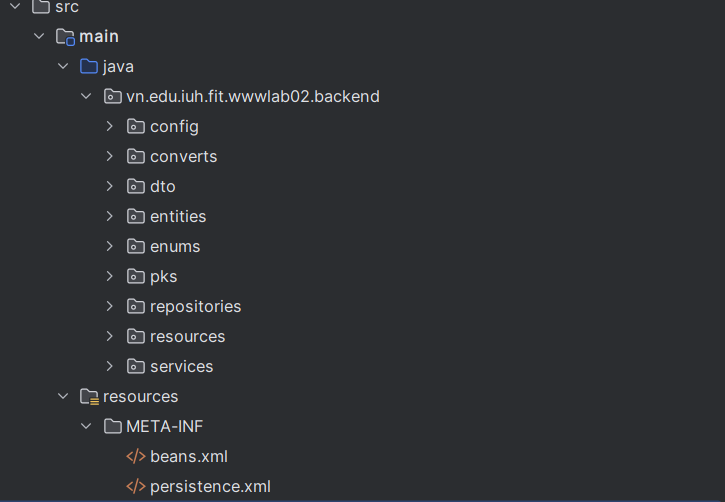 src
main
java
vn.edu.iuh.fit.wwwlab02.backend
config
converts
dto
entities
enums
pks
repositories
resources
services
resources
META-INF
beans.xml
persistence.xml